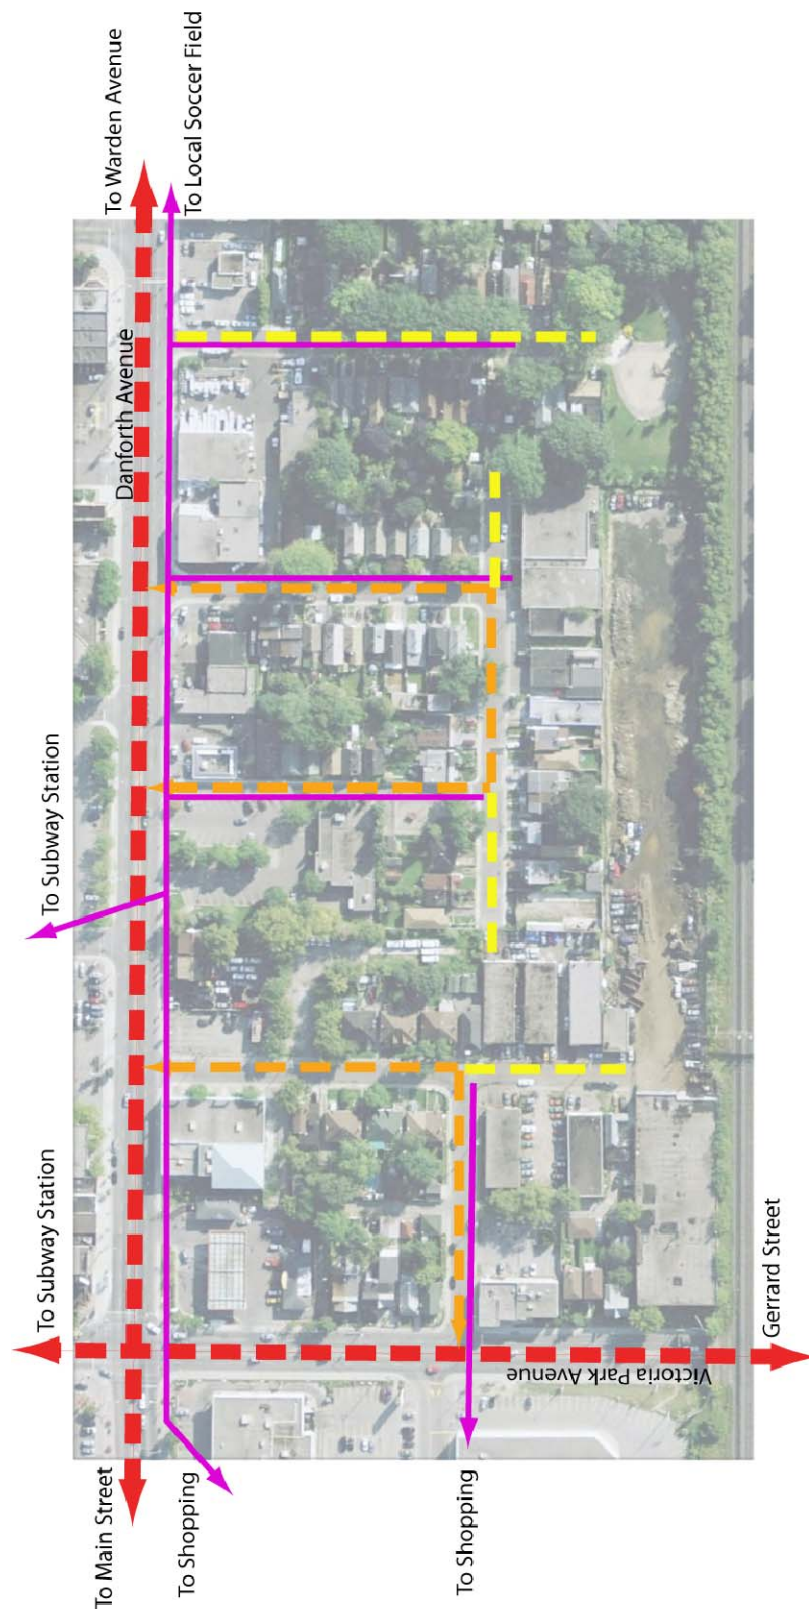 To Warden Avenue
To Local Soccer Field
Danforth Avenue
To Subway Station
To Subway Station
Gerrard Street
Victoria Park Avenue
To Main Street
To Shopping
To Shopping